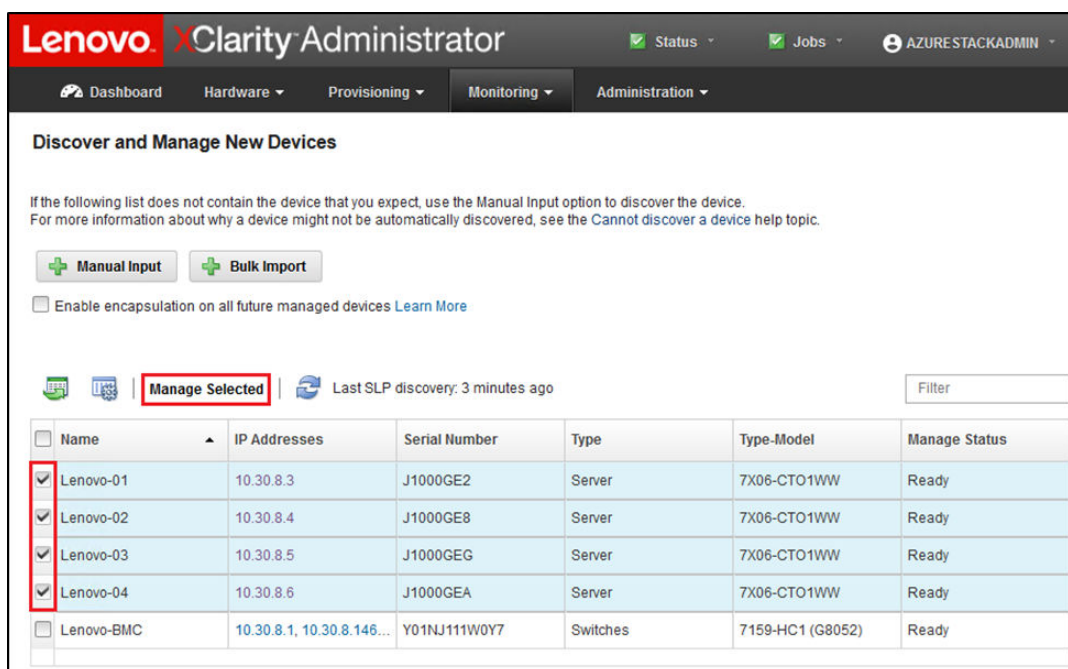 Lenovo. XClarity Administrator Status Jobs AZURESTACKADMIN
Dashboard Hardware Provisioning Monitoring Administration
Discover and Manage New Devices
If the following list does not contain the device that you expect, use the Manual Input option to discover the device.
For more information about why a device might not be automatically discovered, see the Cannot discover a device help topic.
Manual Input Bulk Import
Enable encapsulation on all future managed devices Learn More
Manage Selected Last SLP discovery: 3 minutes ago Filter
Name IP Addresses Serial Number Type Type-Model Manage Status
Lenovo-01 10.30.8.3 J1000GE2 Server 7X06-CTO1WW Ready
Lenovo-02 10.30.8.4 J1000GE8 Server 7X06-CTO1WW Ready
Lenovo-03 10.30.8.5 J1000GEG Server 7X06-CTO1WW Ready
Lenovo-04 10.30.8.6 J1000GEA Server 7X06-CTO1WW Ready
Lenovo-BMC 10.30.8.1, 10.30.8.146... Y01NJ111W0Y7 Switches 7159-HC1 (G8052) Ready